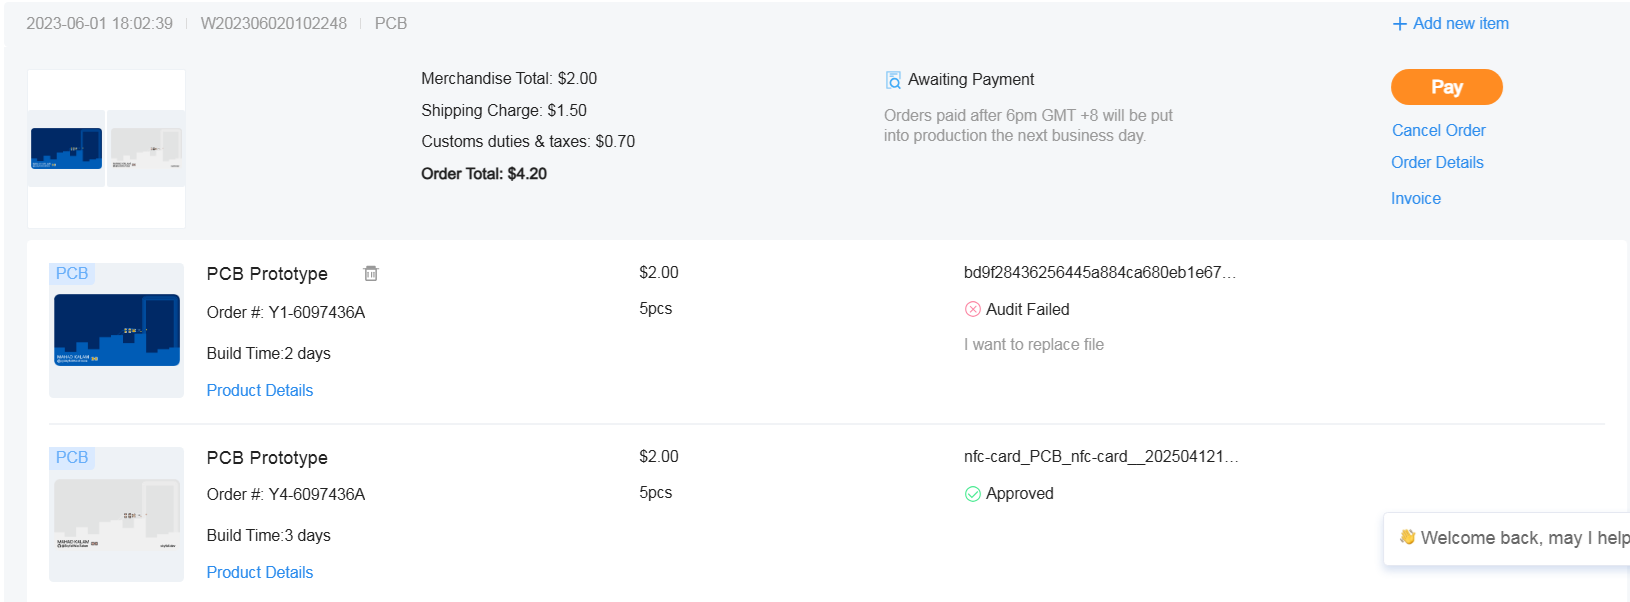 2023-06-01 18:02:39 W202306020102248 PCB
+ Add new item
Merchandise Total: $2.00
Shipping Charge: $1.50
Customs duties & taxes: $0.70
Order Total: $4.20
Awaiting Payment
Orders paid after 6pm GMT +8 will be put
into production the next business day.
Pay
Cancel Order
Order Details
Invoice
PCB
PCB Prototype
Order #: Y1-6097436A
Build Time:2 days
Product Details
$2.00
5pcs
bd9f28436256445a884ca680eb1e67...
Audit Failed
I want to replace file
MAHAD KALAM
PCB
PCB Prototype
Order #: Y4-6097436A
Build Time:3 days
Product Details
$2.00
5pcs
nfc-card_PCB_nfc-card__202504121...
Approved
MAHAD KALAM
👋 Welcome back, may I help